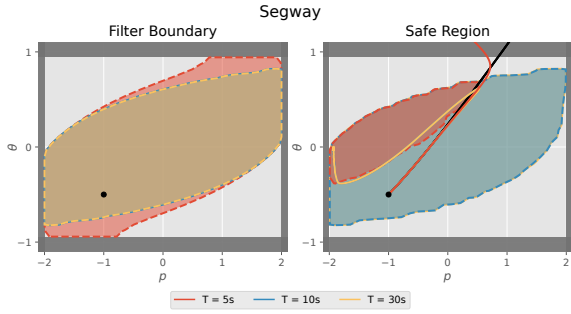 Segway
Filter Boundary
Safe Region
1
0
−1
θ
−2
−1
0
1
2
p
1
0
−1
θ
−2
−1
0
1
2
p
T = 5s
T = 10s
T = 30s